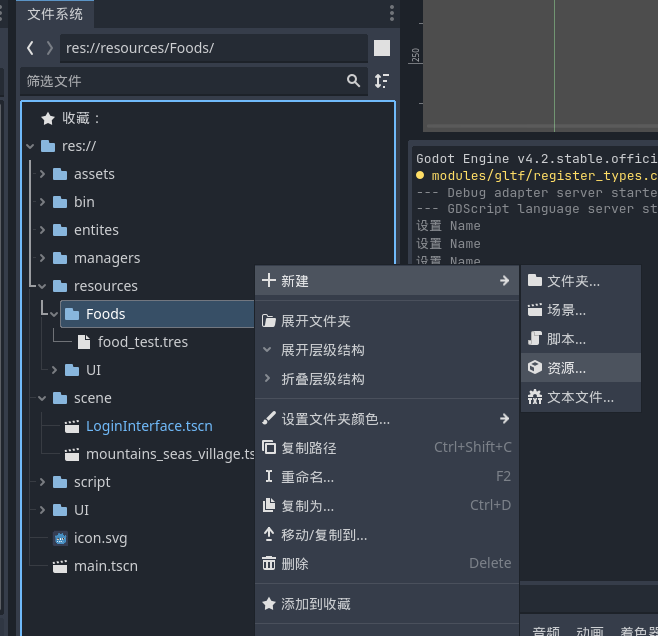 文件系统
res://resources/Foods/
筛选文件
收藏：
res://
assets
bin
entites
managers
resources
Foods
food_test.tres
UI
scene
LoginInterface.tscn
mountains_seas_village.ts
script
UI
icon.svg
main.tscn
250
Godot Engine v4.2.stable.offici
modules/gltf/register_types.c
--- Debug adapter server starte
--- GDScript language server st
设置 Name
设置 Name
设置 Name
新建
展开文件夹
展开层级结构
折叠层级结构
设置文件夹颜色...
复制路径 Ctrl+Shift+C
重命名... F2
复制为... Ctrl+D
移动/复制到...
删除 Delete
添加到收藏
文件夹...
场景...
脚本...
资源...
文本文件...
音频 动画 着色器